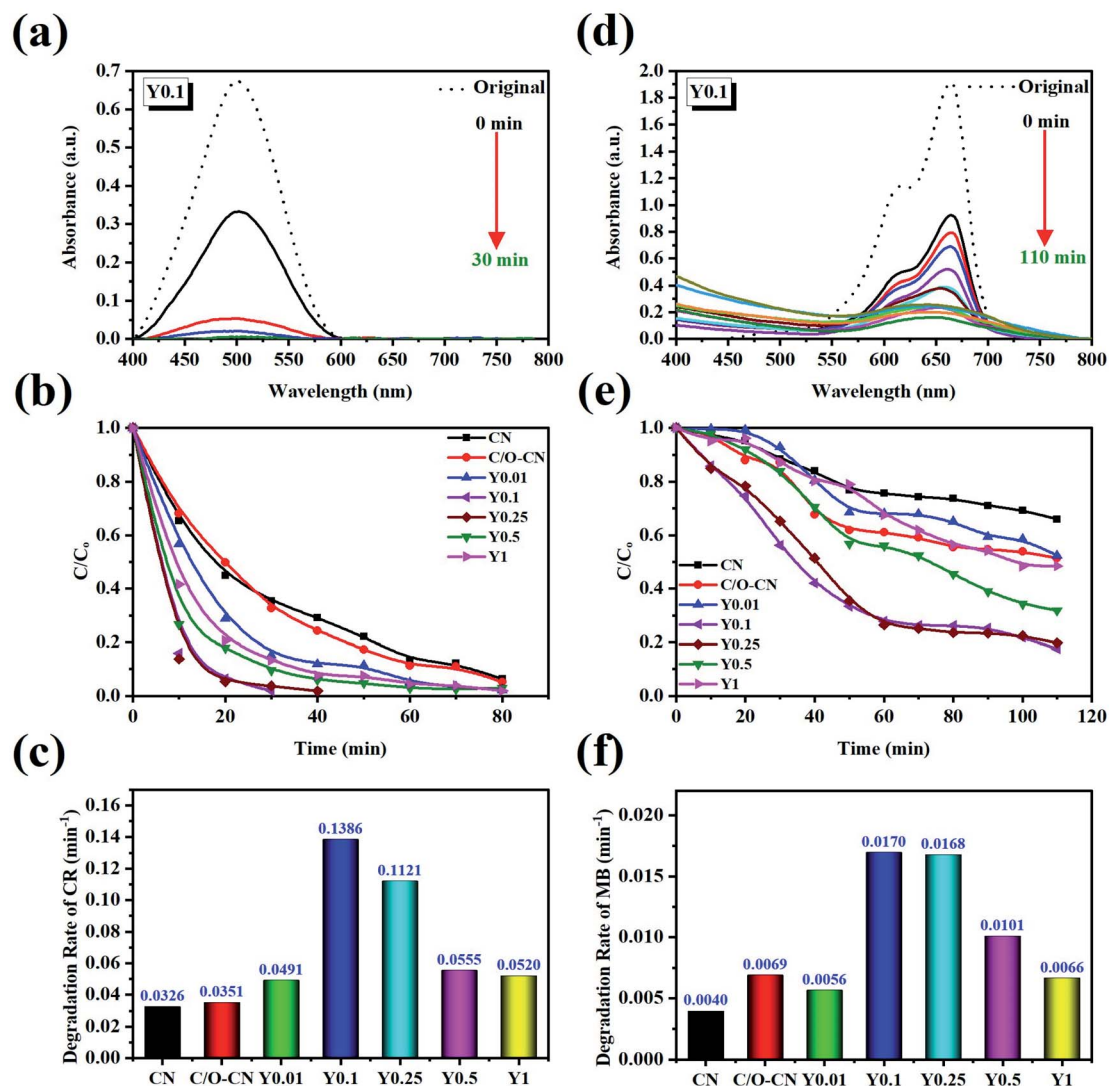 (a)
0.7
0.6
0.5
0.4
0.3
0.2
0.1
0.0
Absorbance (a.u.)
Y0.1
Original
0 min
30 min
400 450 500 550 600 650 700 750 800
Wavelength (nm)
(d)
2.0
1.8
1.6
1.4
1.2
1.0
0.8
0.6
0.4
0.2
0.0
Absorbance (a.u.)
Y0.1
Original
0 min
110 min
400 450 500 550 600 650 700 750 800
Wavelength (nm)
(b)
1.0
0.8
0.6
0.4
0.2
0.0
C/Co
CN
C/O-CN
Y0.01
Y0.1
Y0.25
Y0.5
Y1
0 20 40 60 80
Time (min)
(e)
1.0
0.8
0.6
0.4
0.2
0.0
C/Co
CN
C/O-CN
Y0.01
Y0.1
Y0.25
Y0.5
Y1
0 20 40 60 80 100 120
Time (min)
(c)
0.16
0.14
0.12
0.10
0.08
0.06
0.04
0.02
0.00
Degradation Rate of CR (min⁻¹)
0.0326 0.0351 0.0491 0.1386 0.1121 0.0555 0.0520
CN C/O-CN Y0.01 Y0.1 Y0.25 Y0.5 Y1
(f)
0.020
0.015
0.010
0.005
0.000
Degradation Rate of MB (min⁻¹)
0.0040 0.0069 0.0056 0.0170 0.0168 0.0101 0.0066
CN C/O-CN Y0.01 Y0.1 Y0.25 Y0.5 Y1